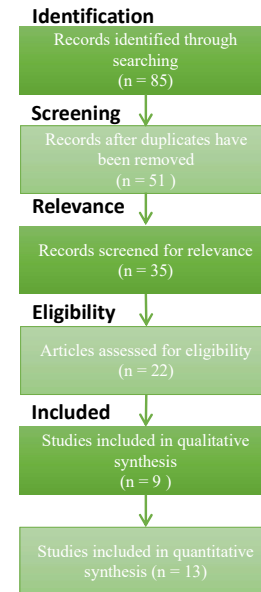 Identification
Records identified through
searching
(n = 85)
Screening
Records after duplicates have
been removed
(n = 51 )
Relevance
Records screened for relevance
(n = 35)
Eligibility
Articles assessed for eligibility
(n = 22)
Included
Studies included in qualitative
synthesis
(n = 9 )
Studies included in quantitative
synthesis (n = 13)